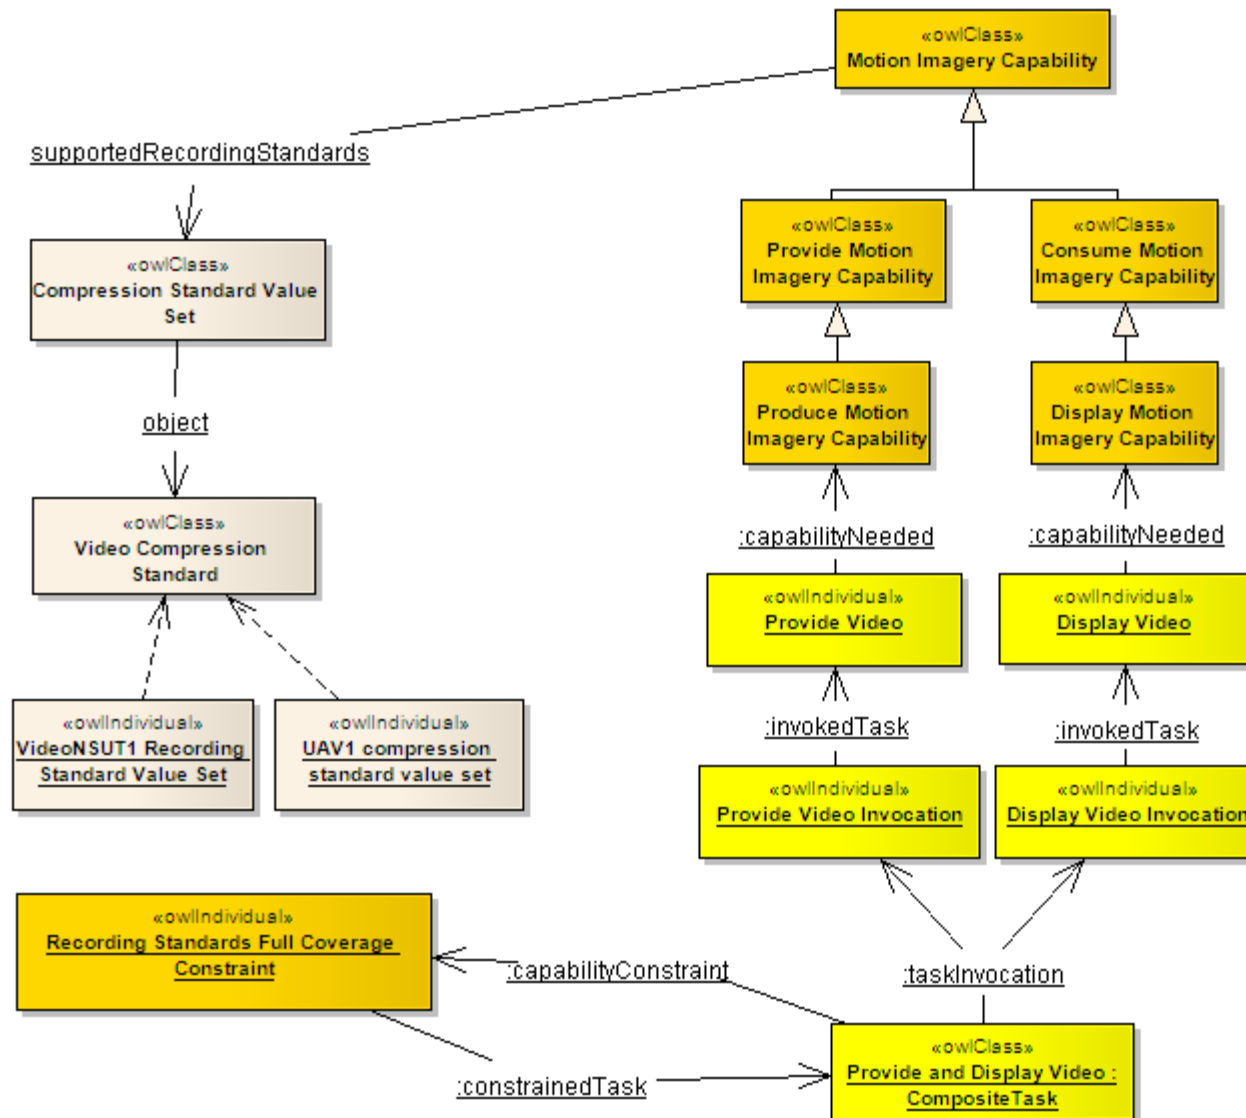 «owlClass»
Motion Imagery Capability
supportedRecordingStandards
«owlClass»
Compression Standard Value
Set
«owlClass»
Provide Motion
Imagery Capability
«owlClass»
Consume Motion
Imagery Capability
«owlClass»
Produce Motion
Imagery Capability
«owlClass»
Display Motion
Imagery Capability
object
«owlClass»
Video Compression
Standard
:capabilityNeeded
:capabilityNeeded
«owlIndividual»
Provide Video
«owlIndividual»
Display Video
«owlIndividual»
VideoNSUT1 Recording
Standard Value Set
«owlIndividual»
UAV1 compression
standard value set
:invokedTask
:invokedTask
«owlIndividual»
Provide Video Invocation
«owlIndividual»
Display Video Invocation
«owlIndividual»
Recording Standards Full Coverage
Constraint
:capabilityConstraint
:taskInvocation
:constrainedTask
«owlClass»
Provide and Display Video :
CompositeTask